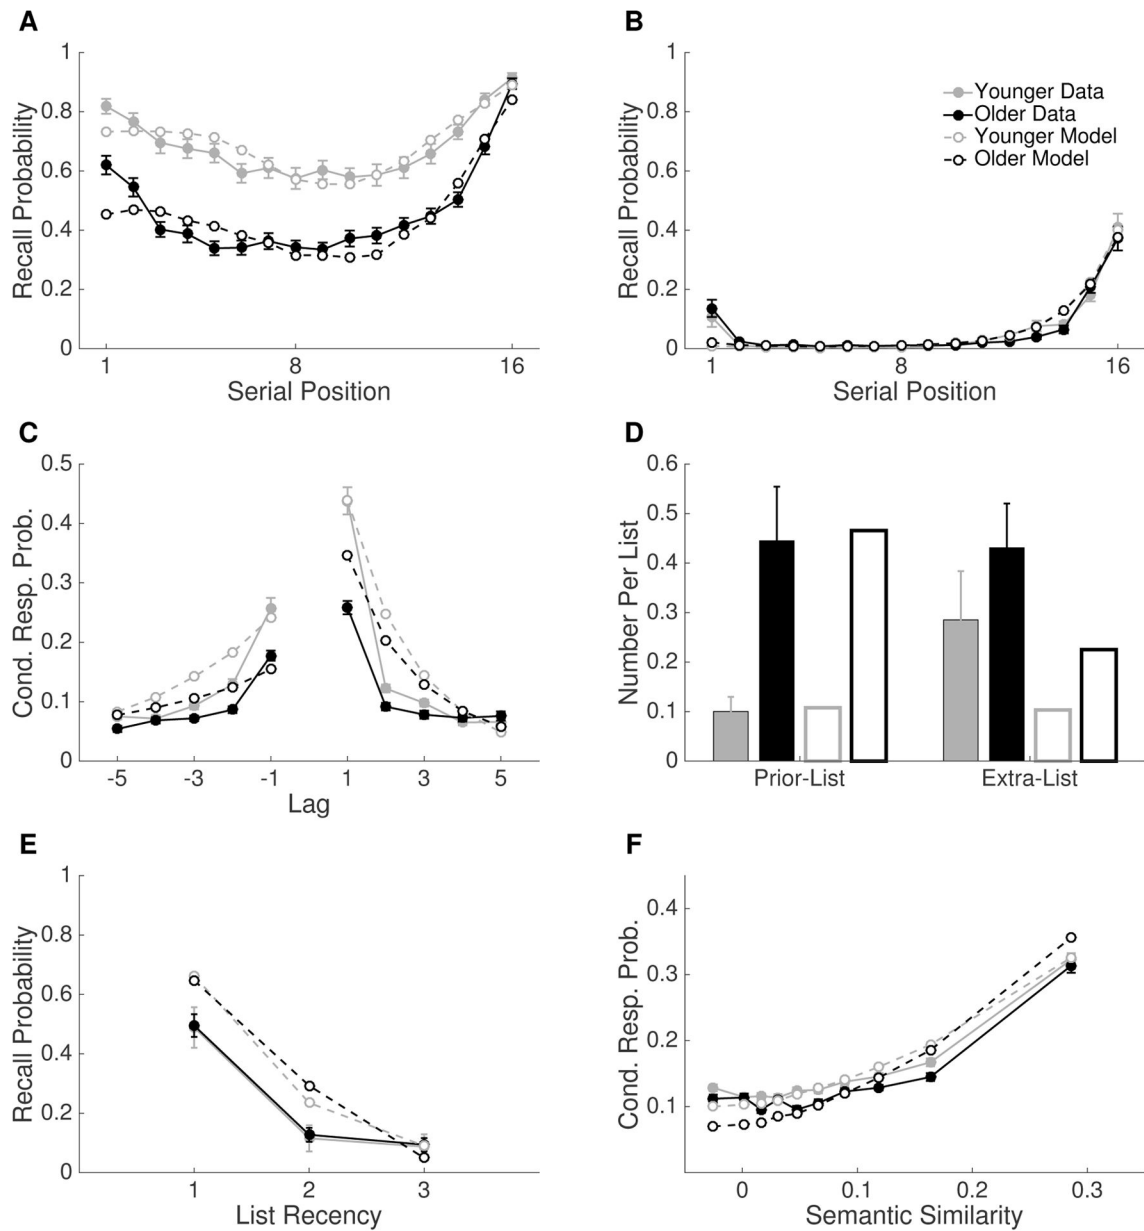 A
1
0.8
0.6
0.4
0.2
0
Recall Probability
1
8
16
Serial Position
B
1
0.8
0.6
0.4
0.2
0
Recall Probability
Younger Data
Older Data
Younger Model
Older Model
1
8
16
Serial Position
C
0.5
0.4
0.3
0.2
0.1
0
Cond. Resp. Prob.
-5
-3
-1
1
3
5
Lag
D
0.6
0.5
0.4
0.3
0.2
0.1
0
Number Per List
Prior-List
Extra-List
E
1
0.8
0.6
0.4
0.2
0
Recall Probability
1
2
3
List Recency
F
0.4
0.3
0.2
0.1
Cond. Resp. Prob.
0
0.1
0.2
0.3
Semantic Similarity